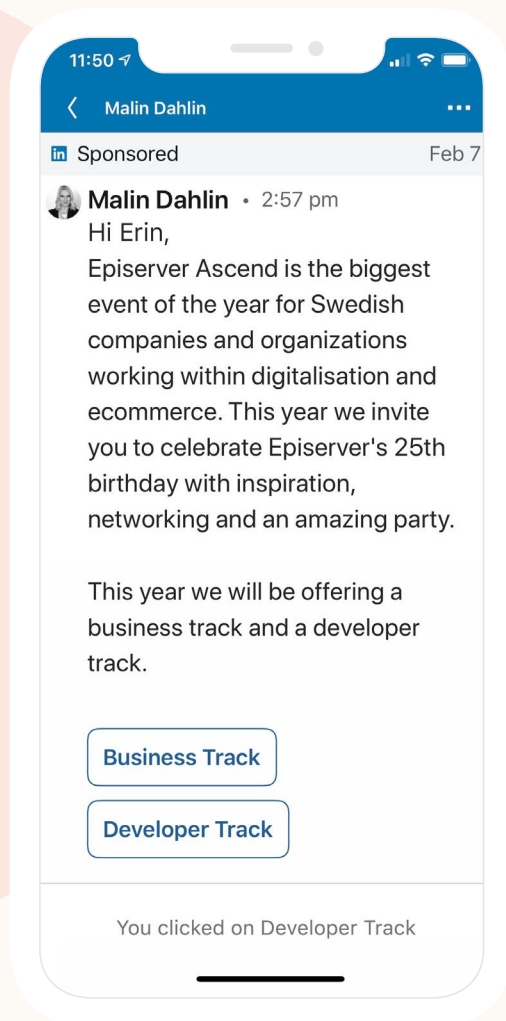 11:50
Malin Dahlin
in Sponsored Feb 7
Malin Dahlin • 2:57 pm
Hi Erin,
Episerver Ascend is the biggest
event of the year for Swedish
companies and organizations
working within digitalisation and
ecommerce. This year we invite
you to celebrate Episerver's 25th
birthday with inspiration,
networking and an amazing party.
This year we will be offering a
business track and a developer
track.
Business Track
Developer Track
You clicked on Developer Track